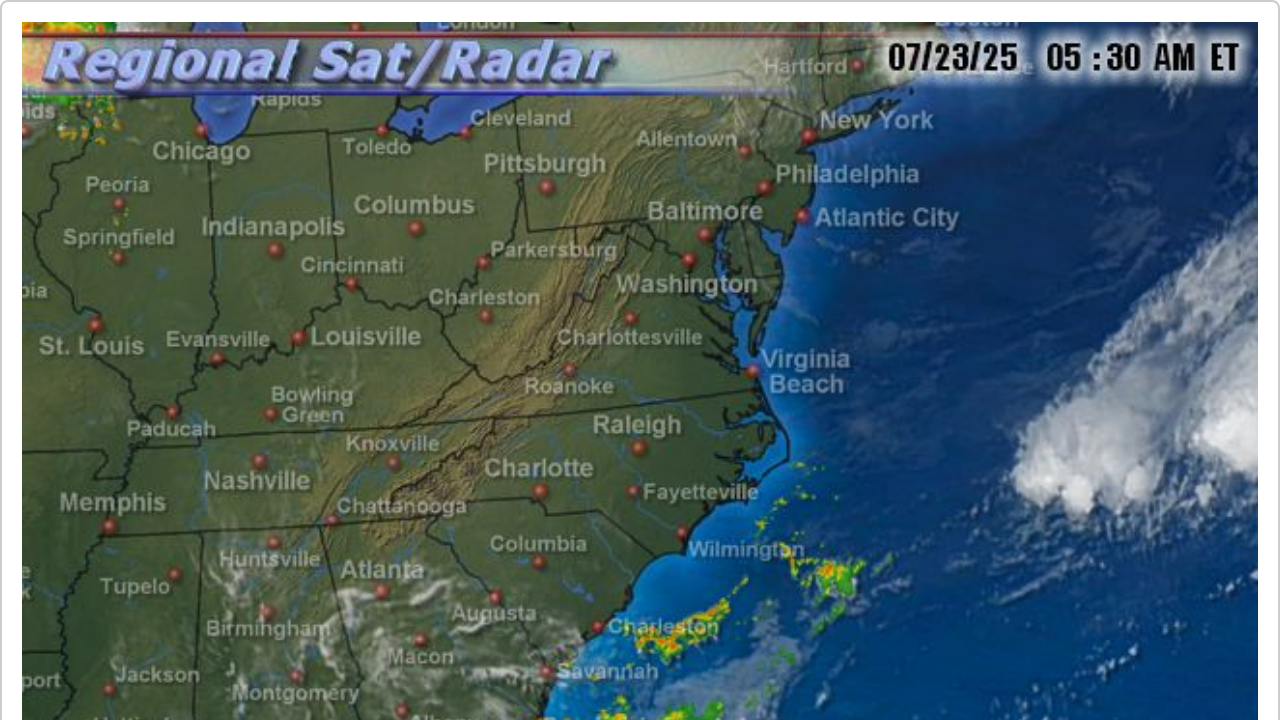 London
Boston
Regional Sat/Radar
07/23/25 05 :30 AM ET
Hartford
Rapids
Cleveland
New York
Allentown
Toledo
Chicago
Pittsburgh
Philadelphia
Peoria
Columbus
Baltimore
Atlantic City
Indianapolis
Springfield
Parkersburg
Cincinnati
Washington
Charleston
St. Louis
Evansville
Louisville
Charlottesville
Virginia
Beach
Roanoke
Bowling
Green
Paducah
Raleigh
Knoxville
Nashville
Charlotte
Fayetteville
Memphis
Chattanooga
Columbia
Wilmington
Huntsville
Atlanta
Tupelo
Augusta
Birmingham
Charleston
Macon
Savannah
Jackson
Montgomery